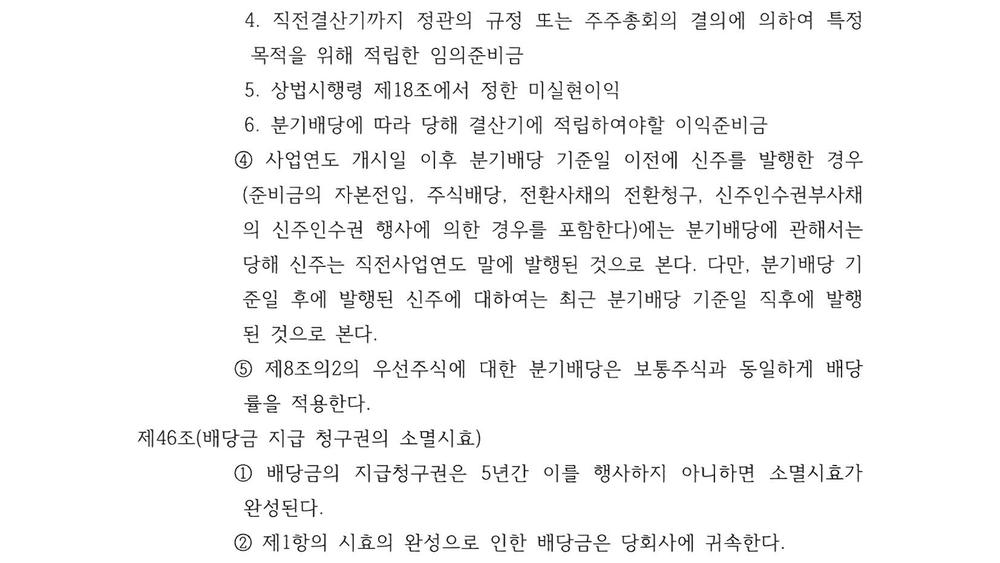 4. 직전결산기까지 정관의 규정 또는 주주총회의 결의에 의하여 특정
목적을 위해 적립한 임의준비금
5. 상법시행령 제18조에서 정한 미실현이익
6. 분기배당에 따라 당해 결산기에 적립하여야할 이익준비금
④ 사업연도 개시일 이후 분기배당 기준일 이전에 신주를 발행한 경우
(준비금의 자본전입, 주식배당, 전환사채의 전환청구, 신주인수권부사채
의 신주인수권 행사에 의한 경우를 포함한다)에는 분기배당에 관해서는
당해 신주는 직전사업연도 말에 발행된 것으로 본다. 다만, 분기배당 기
준일 후에 발행된 신주에 대하여는 최근 분기배당 기준일 직후에 발행
된 것으로 본다.
⑤ 제8조의2의 우선주식에 대한 분기배당은 보통주식과 동일하게 배당
률을 적용한다.
제46조(배당금 지급 청구권의 소멸시효)
① 배당금의 지급청구권은 5년간 이를 행사하지 아니하면 소멸시효가
완성된다.
② 제1항의 시효의 완성으로 인한 배당금은 당회사에 귀속한다.